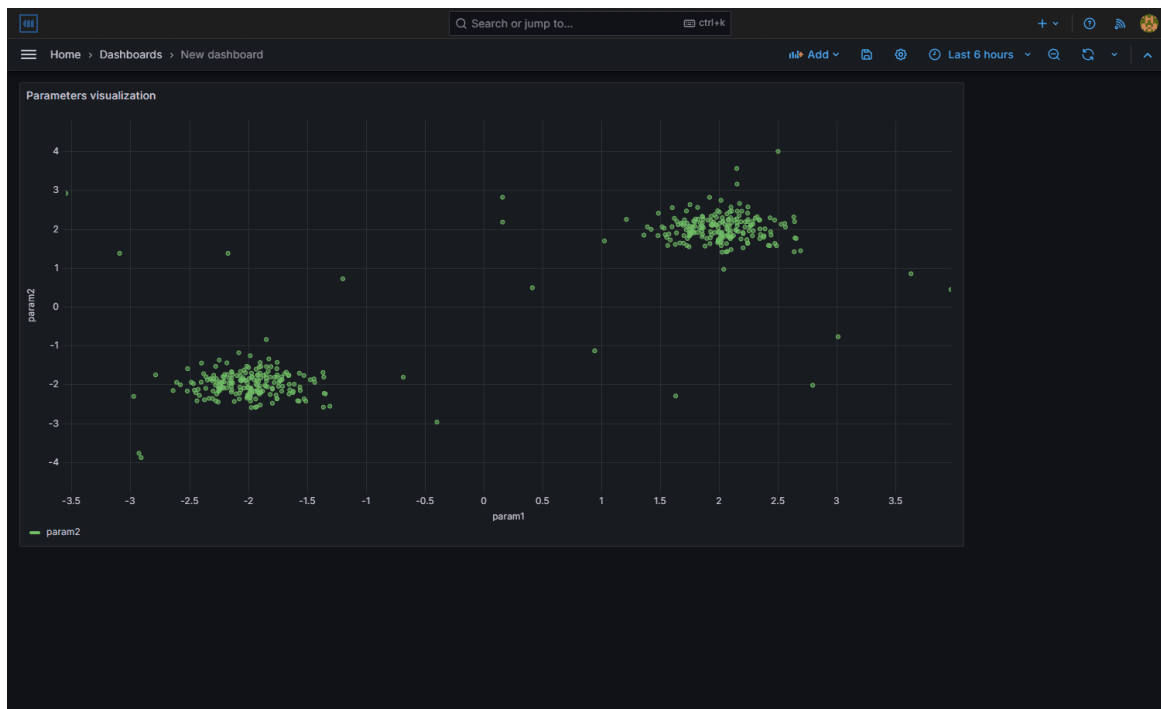 Search or jump to... ctrl+k
Home › Dashboards › New dashboard Add Last 6 hours
Parameters visualization
4
3
2
1
0
-1
-2
-3
-4
param2
-3.5 -3 -2.5 -2 -1.5 -1 -0.5 0 0.5 1 1.5 2 2.5 3 3.5
param1
param2